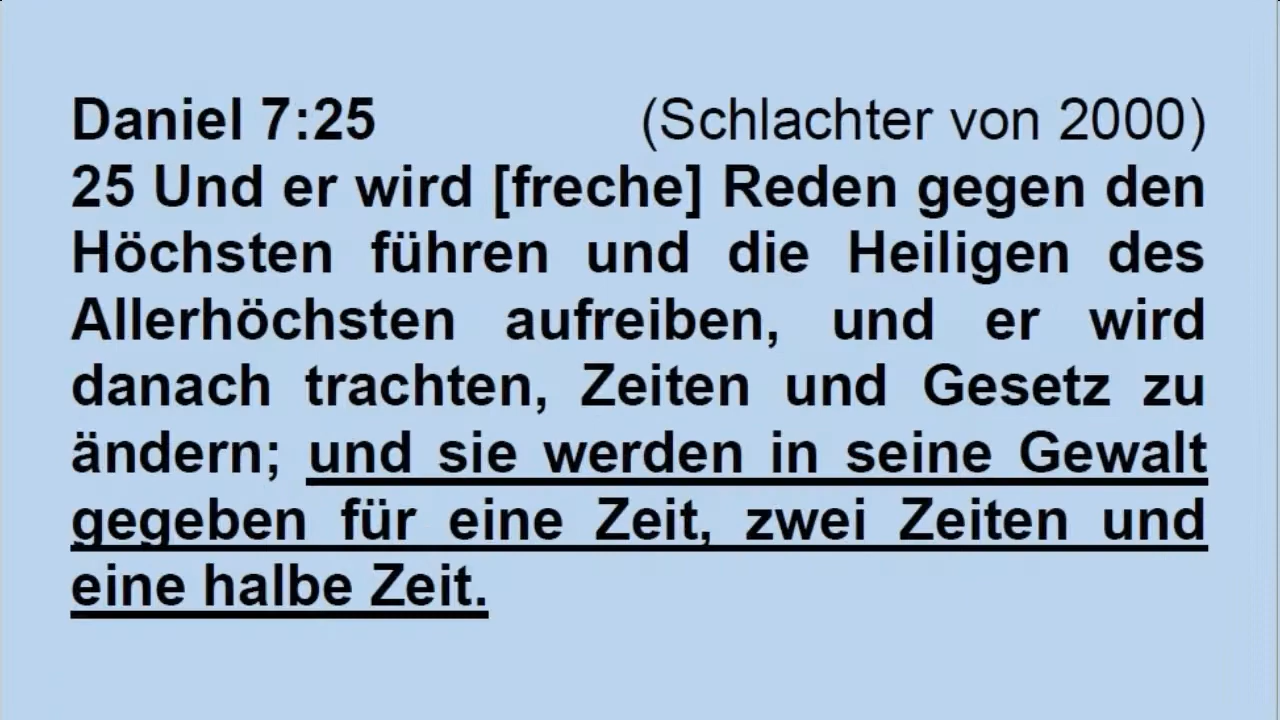 Daniel 7:25 (Schlachter von 2000)
25 Und er wird [freche] Reden gegen den
Höchsten führen und die Heiligen des
Allerhöchsten aufreiben, und er wird
danach trachten, Zeiten und Gesetz zu
ändern; und sie werden in seine Gewalt
gegeben für eine Zeit, zwei Zeiten und
eine halbe Zeit.